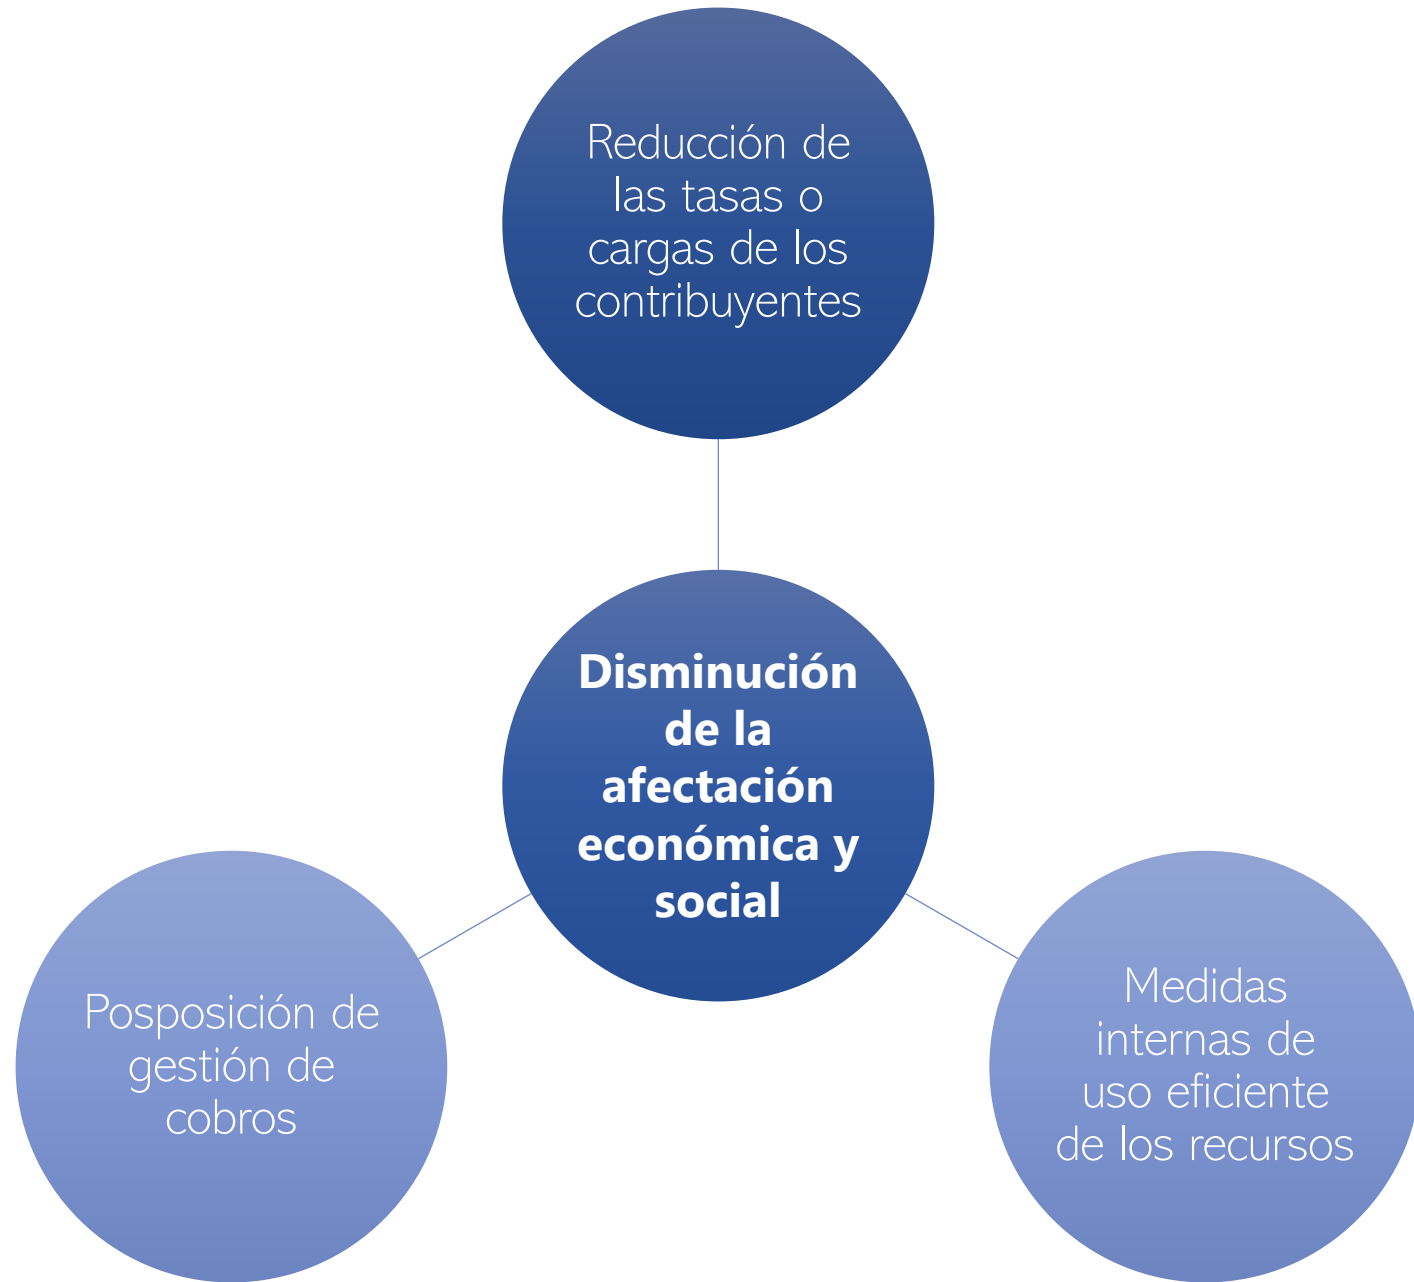 Reducción de
las tasas o
cargas de los
contribuyentes
Disminución
de la
afectación
económica y
social
Posposición de
gestión de
cobros
Medidas
internas de
uso eficiente
de los recursos